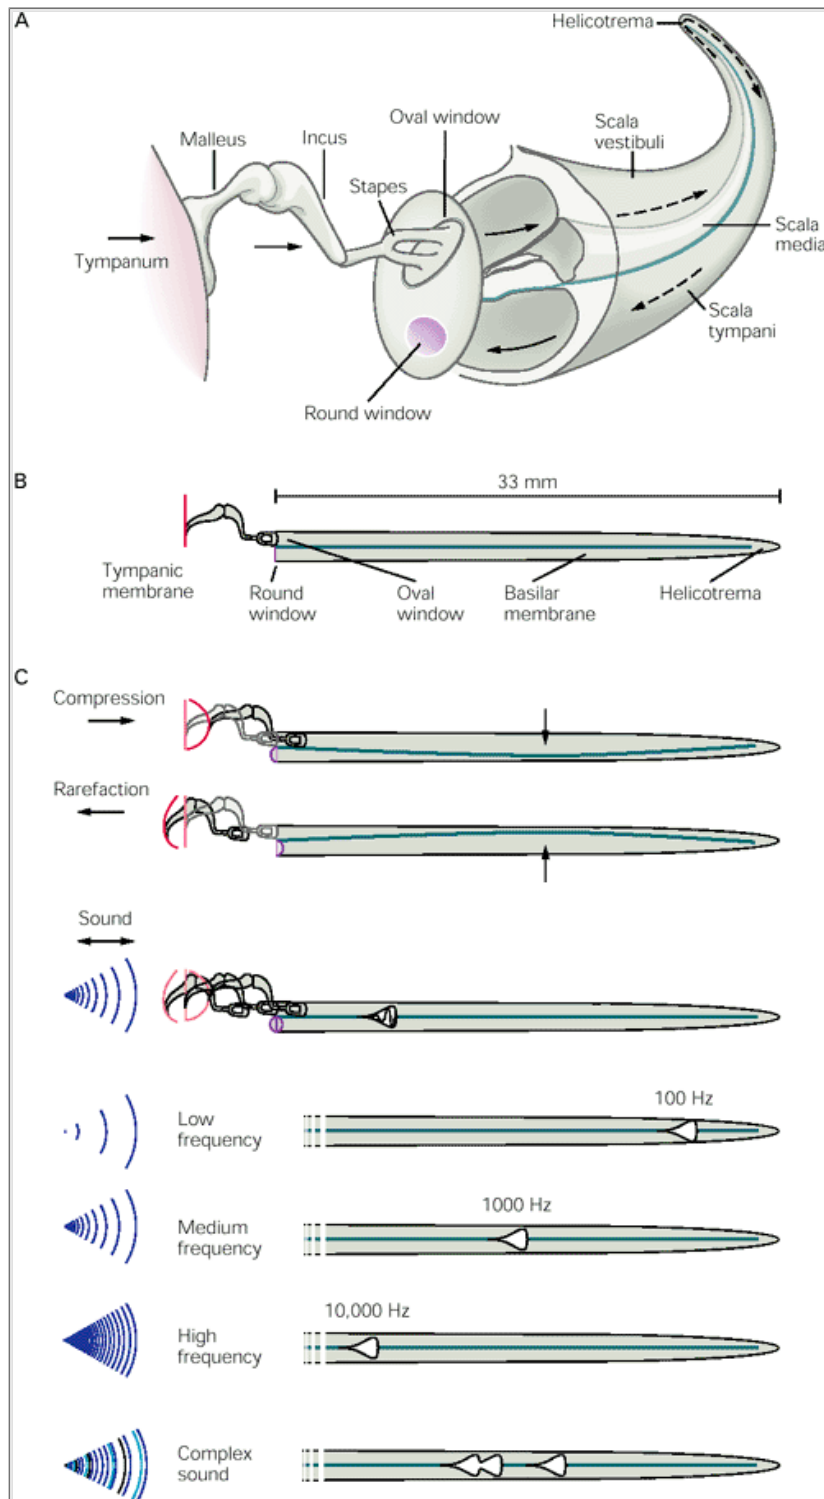 A
Helicotrema
Malleus
Incus
Oval window
Scala
vestibuli
Stapes
Scala
media
Tympanum
Scala
tympani
Round window
B
33 mm
Tympanic
membrane
Round
window
Oval
window
Basilar
membrane
Helicotrema
C
Compression
Rarefaction
Sound
100 Hz
Low
frequency
1000 Hz
Medium
frequency
10,000 Hz
High
frequency
Complex
sound